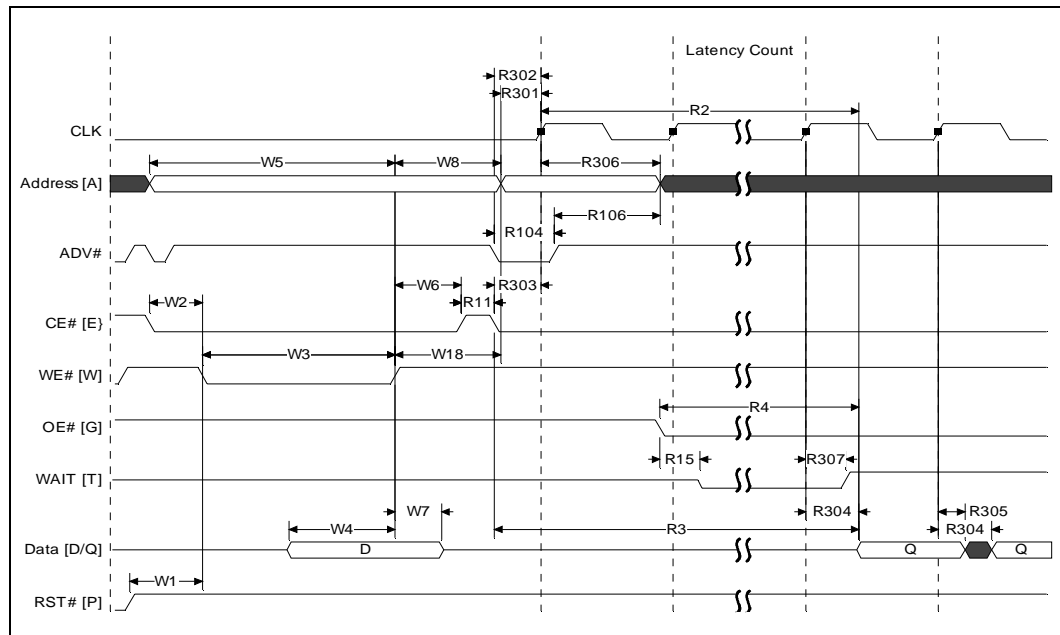 Latency Count
R302
R301
R2
CLK
W5 W8 R306
Address [A]
R106
R104
ADV#
W6 R303
W2 R11
CE# [E}
W3 W18
WE# [W]
R4
OE# [G]
R15 R307
WAIT [T]
W7 R304 R305
W4 R3 R304
Data [D/Q] D Q Q
W1
RST# [P]